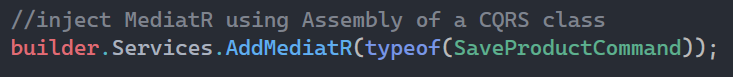 //inject MediatR using Assembly of a CQRS class
builder.Services.AddMediatR(typeof(SaveProductCommand));